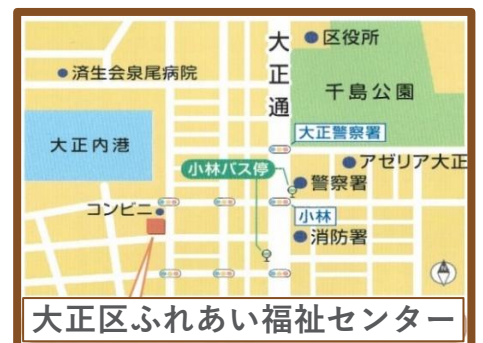 大正通
区役所
済生会泉尾病院
千島公園
大正警察署
大正内港
小林バス停
アゼリア大正
警察署
コンビニ
小林
消防署
大正区ふれあい福祉センター